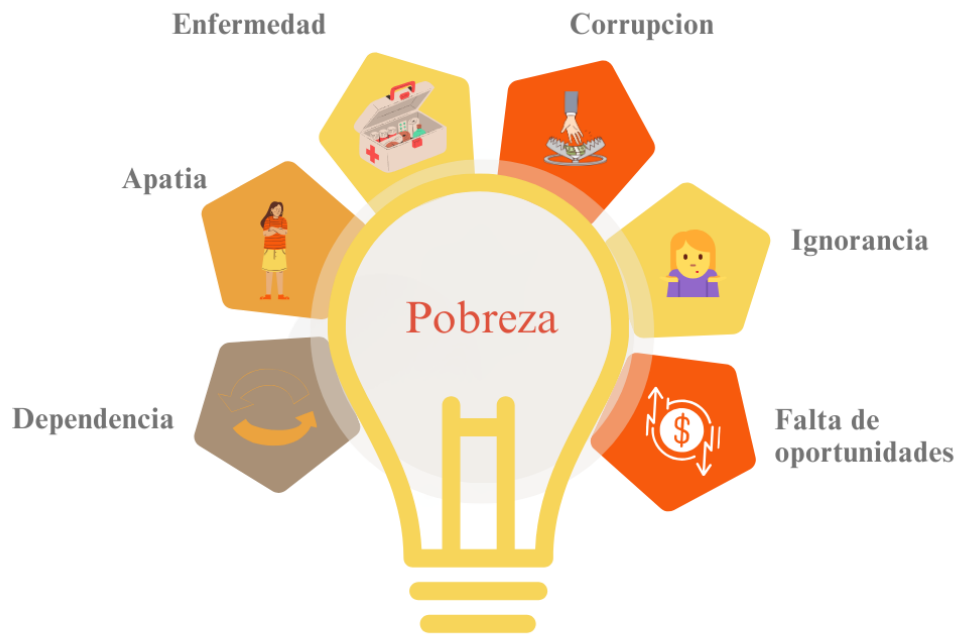 Enfermedad
Corrupcion
Apatia
Ignorancia
Pobreza
Dependencia
Falta de
oportunidades
$